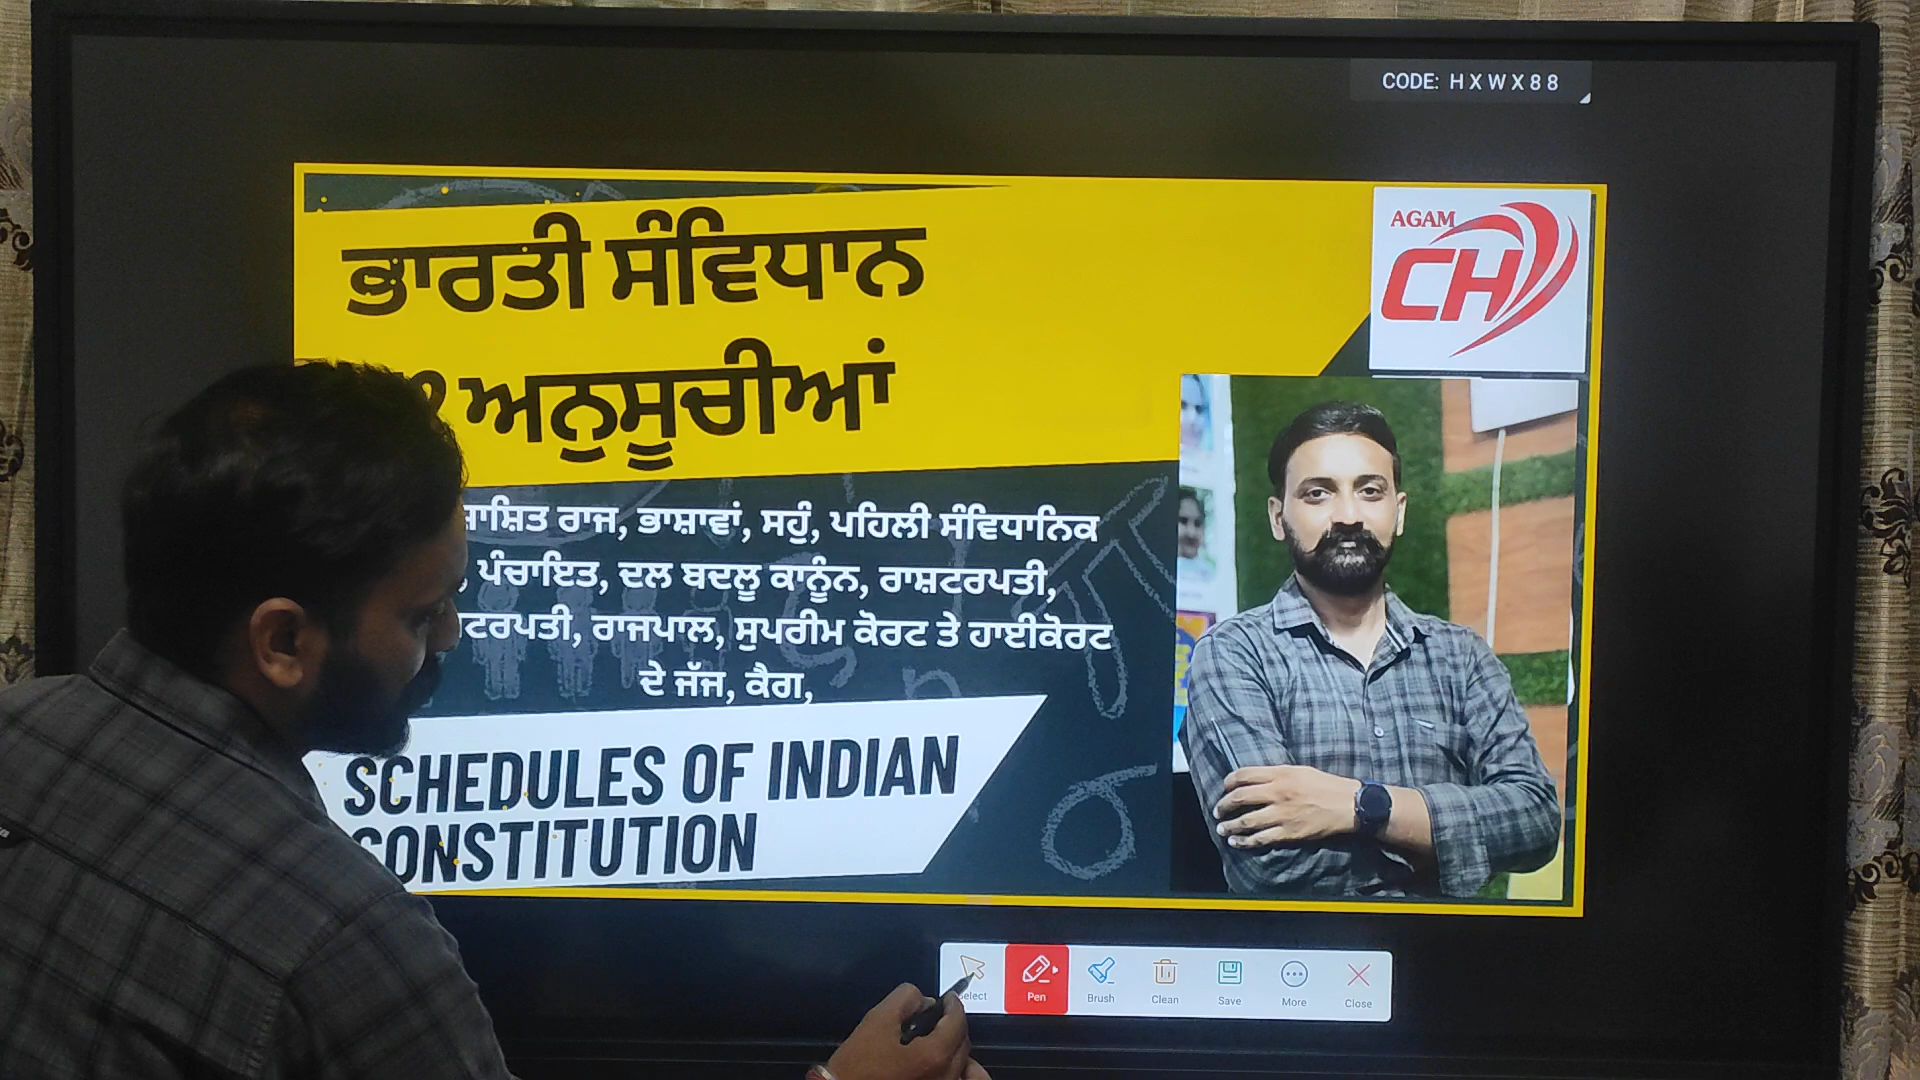 CODE: HXWX88
AGAM
CH
ਭਾਰਤੀ ਸੰਵਿਧਾਨ
ਅਨੁਸੂਚੀਆਂ
ਰਾਜ, ਭਾਸ਼ਾਵਾਂ, ਸਹੁੰ, ਪਹਿਲੀ ਸੰਵਿਧਾਨਿਕ
, ਪੰਚਾਇਤ, ਦਲ ਬਦਲੂ ਕਾਨੂੰਨ, ਰਾਸ਼ਟਰਪਤੀ,
ਰਾਜਪਾਲ, ਸੁਪਰੀਮ ਕੋਰਟ ਤੇ ਹਾਈਕੋਰਟ
ਦੇ ਜੱਜ, ਕੈਗ,
SCHEDULES OF INDIAN
CONSTITUTION
Select Pen Brush Clean Save More Close